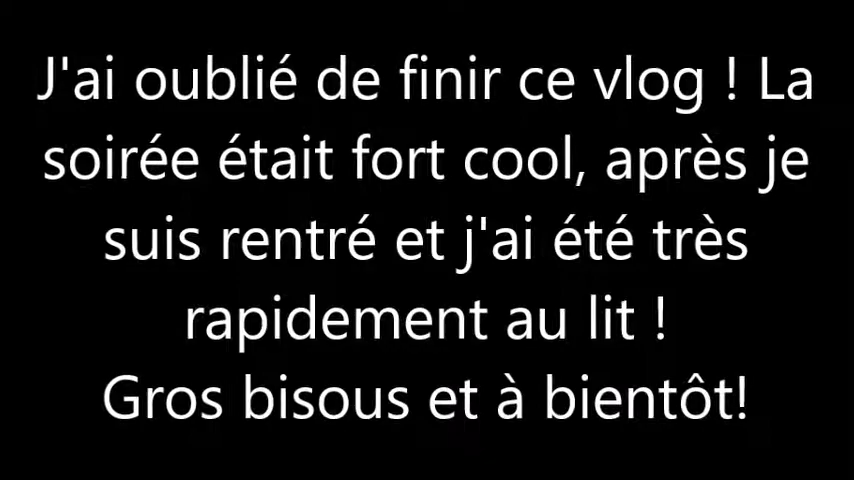 J'ai oublié de finir ce vlog ! La
soirée était fort cool, après je
suis rentré et j'ai été très
rapidement au lit !
Gros bisous et à bientôt!